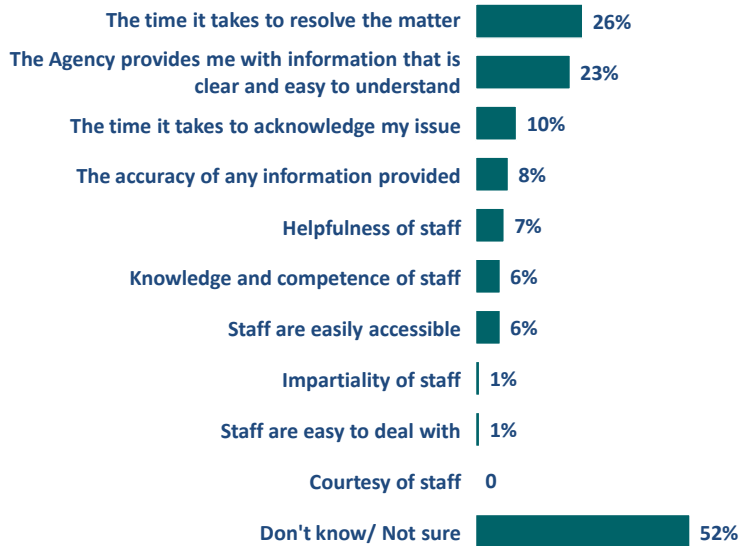 The time it takes to resolve the matter 26%
The Agency provides me with information that is
clear and easy to understand 23%
The time it takes to acknowledge my issue 10%
The accuracy of any information provided 8%
Helpfulness of staff 7%
Knowledge and competence of staff 6%
Staff are easily accessible 6%
Impartiality of staff 1%
Staff are easy to deal with 1%
Courtesy of staff 0
Don't know/ Not sure 52%